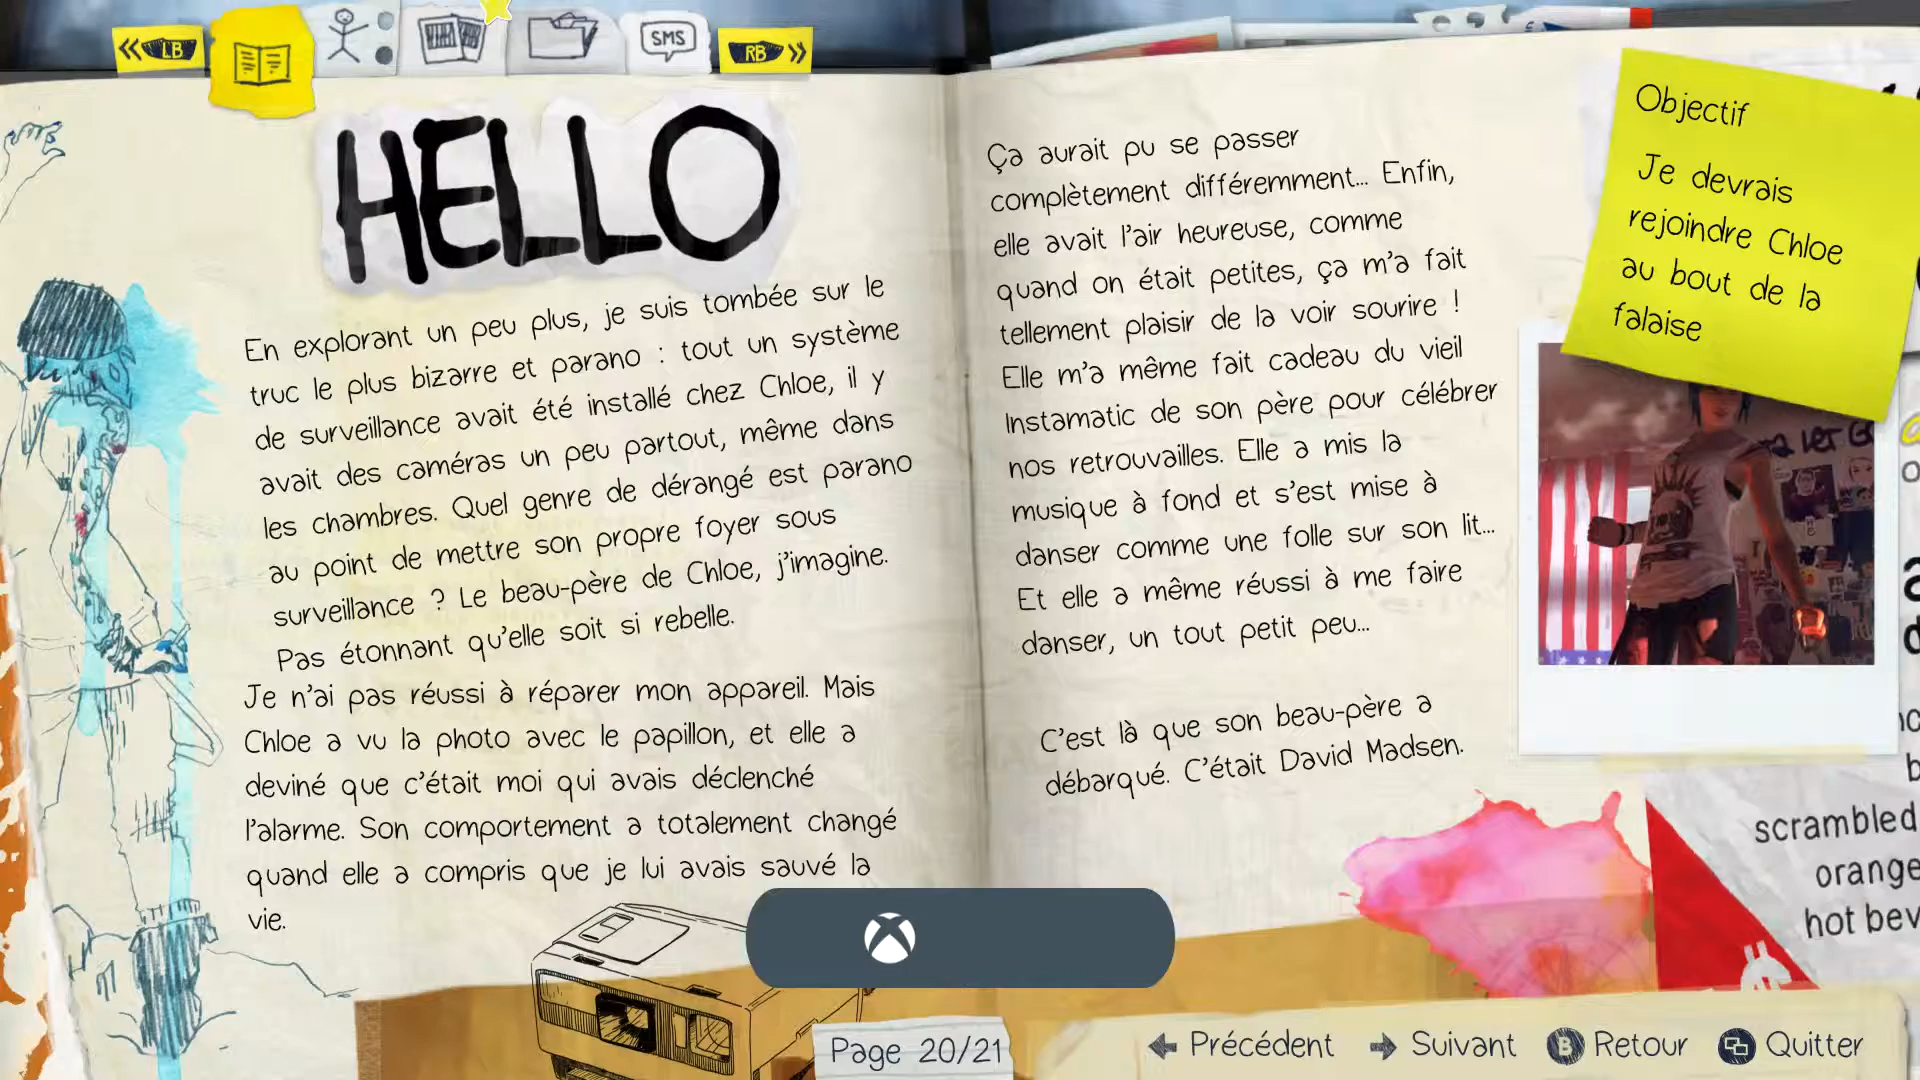 LB
SMS
RB
HELLO
En explorant un peu plus, je suis tombée sur le
truc le plus bizarre et parano : tout un système
de surveillance avait été installé chez Chloe, il y
avait des caméras un peu partout, même dans
les chambres. Quel genre de dérangé est parano
au point de mettre son propre foyer sous
surveillance ? Le beau-père de Chloe, j'imagine.
Pas étonnant qu'elle soit si rebelle.
Je n'ai pas réussi à réparer mon appareil. Mais
Chloe a vu la photo avec le papillon, et elle a
deviné que c'était moi qui avais déclenché
l'alarme. Son comportement a totalement changé
quand elle a compris que je lui avais sauvé la
vie.
Ça aurait pu se passer
complètement différemment... Enfin,
elle avait l'air heureuse, comme
quand on était petites, ça m'a fait
tellement plaisir de la voir sourire !
Elle m'a même fait cadeau du vieil
Instamatic de son père pour célébrer
nos retrouvailles. Elle a mis la
musique à fond et s'est mise à
danser comme une folle sur son lit...
Et elle a même réussi à me faire
danser, un tout petit peu...
C'est là que son beau-père a
débarqué. C'était David Madsen.
Objectif
Je devrais
rejoindre Chloe
au bout de la
falaise
scrambled
orange
hot bev
Page 20/21
Précédent
Suivant
B Retour
Quitter